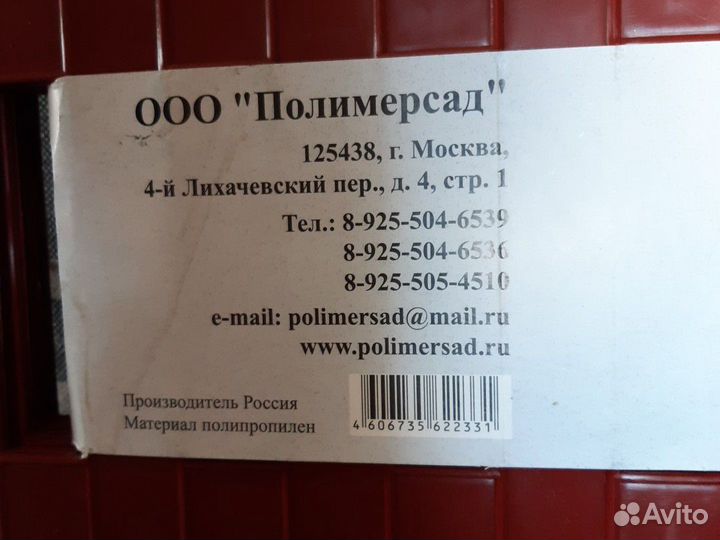 ООО "Полимерсад"
125438, г. Москва,
4-й Лихачевский пер., д. 4, стр. 1
Тел.: 8-925-504-6539
8-925-504-6536
8-925-505-4510
e-mail: polimersad@mail.ru
www.polimersad.ru
Производитель Россия
Материал полипропилен
4 606735 622331
Avito